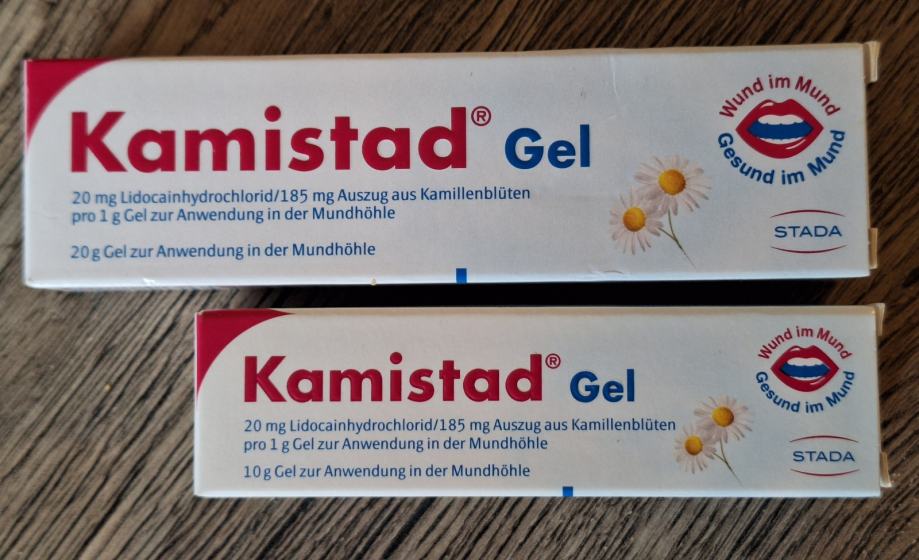 Kamistad® Gel
20 mg Lidocainhydrochlorid/185 mg Auszug aus Kamillenblüten
pro 1 g Gel zur Anwendung in der Mundhöhle
20 g Gel zur Anwendung in der Mundhöhle
Wund im Mund
Gesund im Mund
STADA
Kamistad® Gel
20 mg Lidocainhydrochlorid/185 mg Auszug aus Kamillenblüten
pro 1 g Gel zur Anwendung in der Mundhöhle
10 g Gel zur Anwendung in der Mundhöhle
Wund im Mund
Gesund im Mund
STADA